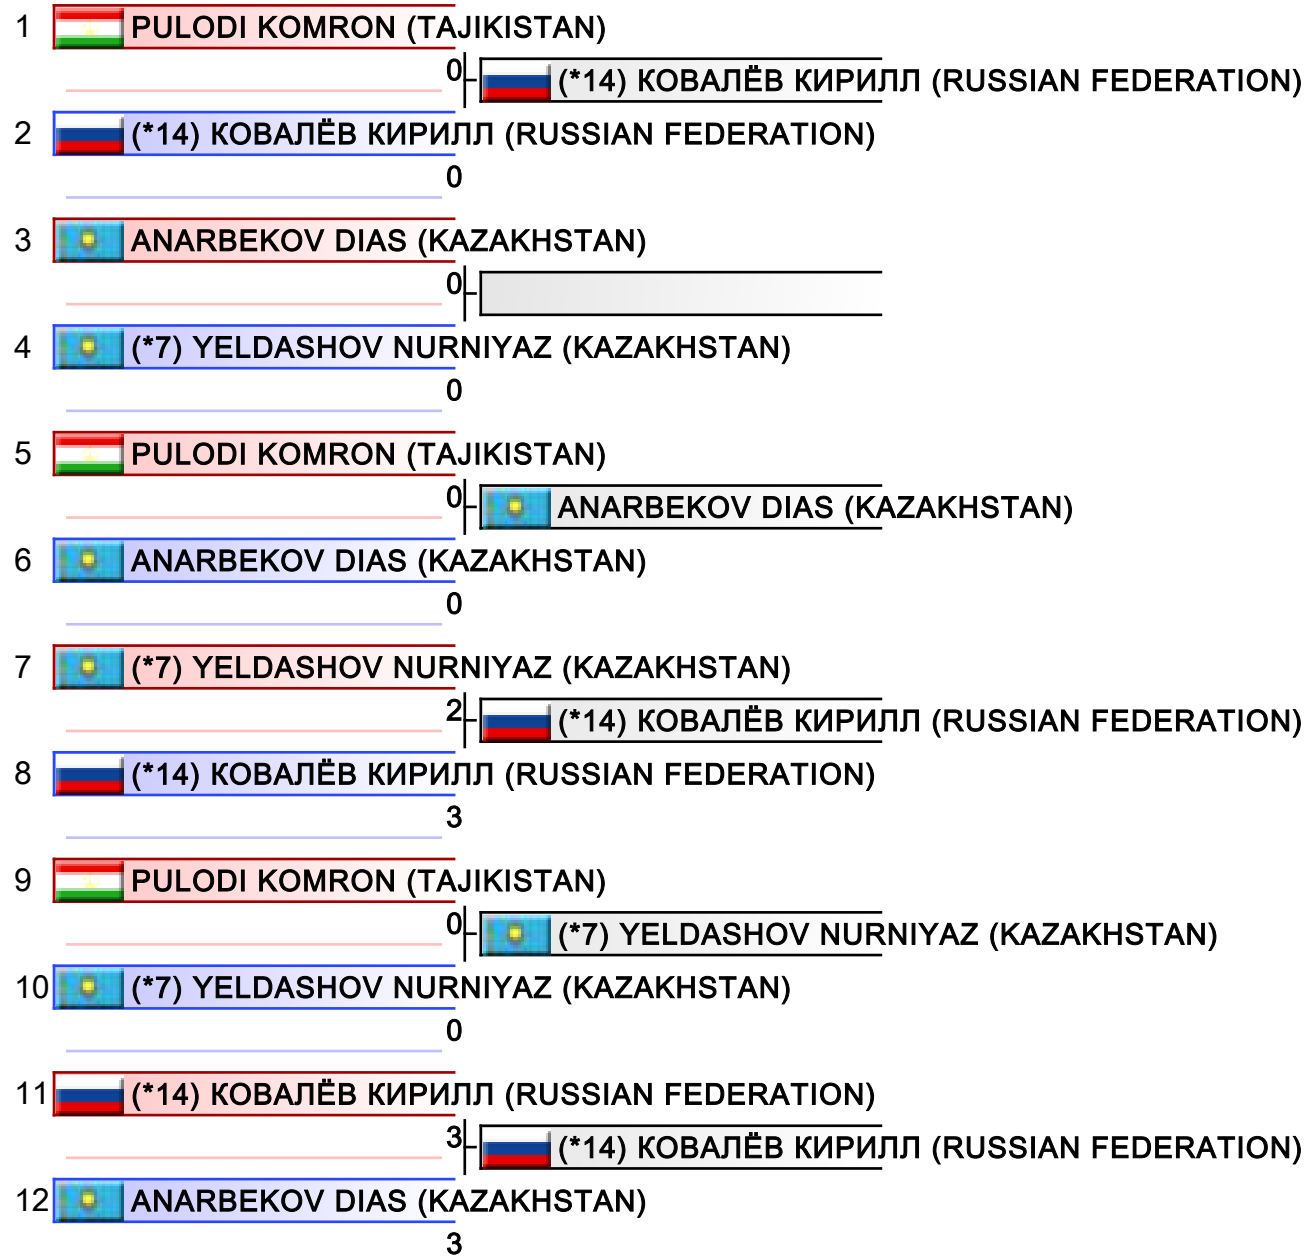 1 PULODI KOMRON (TAJIKISTAN)
0 (*14) КОВАЛЁВ КИРИЛЛ (RUSSIAN FEDERATION)
2 (*14) КОВАЛЁВ КИРИЛЛ (RUSSIAN FEDERATION)
0
3 ANARBEKOV DIAS (KAZAKHSTAN)
0
4 (*7) YELDASHOV NURNIYAZ (KAZAKHSTAN)
0
5 PULODI KOMRON (TAJIKISTAN)
0 ANARBEKOV DIAS (KAZAKHSTAN)
6 ANARBEKOV DIAS (KAZAKHSTAN)
0
7 (*7) YELDASHOV NURNIYAZ (KAZAKHSTAN)
2 (*14) КОВАЛЁВ КИРИЛЛ (RUSSIAN FEDERATION)
8 (*14) КОВАЛЁВ КИРИЛЛ (RUSSIAN FEDERATION)
3
9 PULODI KOMRON (TAJIKISTAN)
0 (*7) YELDASHOV NURNIYAZ (KAZAKHSTAN)
10 (*7) YELDASHOV NURNIYAZ (KAZAKHSTAN)
0
11 (*14) КОВАЛЁВ КИРИЛЛ (RUSSIAN FEDERATION)
3 (*14) КОВАЛЁВ КИРИЛЛ (RUSSIAN FEDERATION)
12 ANARBEKOV DIAS (KAZAKHSTAN)
3